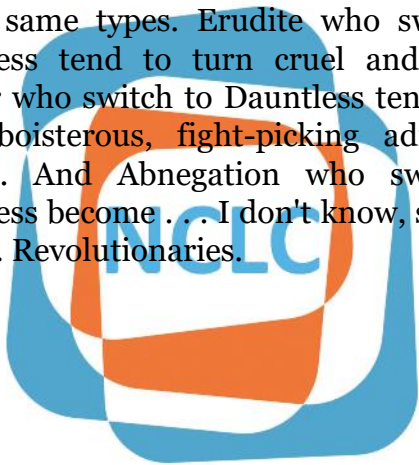 same types. Erudite who sw
ess tend to turn cruel and
r who switch to Dauntless ten
boisterous, fight-picking ad
. And Abnegation who sw
ess become . . . I don't know, s
. Revolutionaries.
NCLC